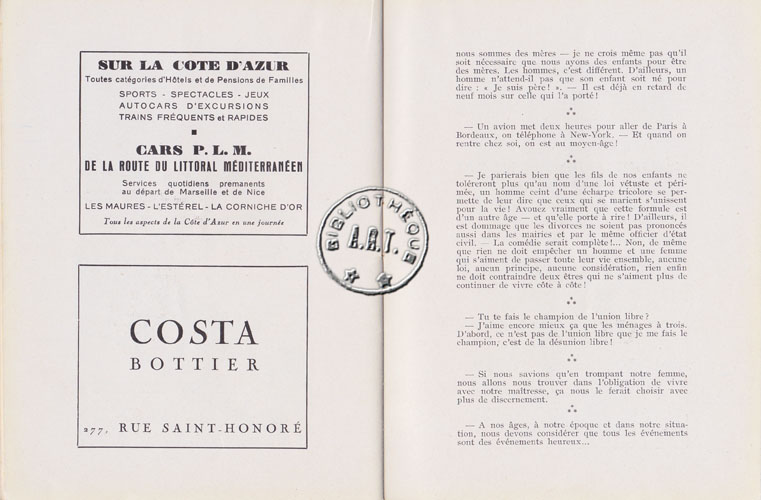 SUR LA COTE D'AZUR
Toutes catégories d'Hôtels et de Pensions de Familles
SPORTS - SPECTACLES - JEUX
AUTOCARS D'EXCURSIONS
TRAINS FRÉQUENTS et RAPIDES
CARS P. L. M.
DE LA ROUTE DU LITTORAL MÉDITERRANÉEN
Services quotidiens premanents
au départ de Marseille et de Nice
LES MAURES - L'ESTÉREL - LA CORNICHE D'OR
Tous les aspects de la Côte d'Azur en une journée
COSTA
BOTTIER
277, RUE SAINT-HONORÉ
BIBLIOTHÈQUE
A.R.T.
nous sommes des mères — je ne crois même pas qu'il
soit nécessaire que nous ayons des enfants pour être
des mères. Les hommes, c'est différent. D'ailleurs, un
homme n'attend-il pas que son enfant soit né pour
dire : « Je suis père ! ». — Il est déjà en retard de
neuf mois sur celle qui l'a porté !
— Un avion met deux heures pour aller de Paris à
Bordeaux, on téléphone à New-York. — Et quand on
rentre chez soi, on est au moyen-âge !
— Je parierais bien que les fils de nos enfants ne
toléreront plus qu'au nom d'une loi vétuste et péri-
mée, un homme ceint d'une écharpe tricolore se per-
mette de leur dire que ceux qui se marient s'unissent
pour la vie ! Avouez vraiment que cette formule est
d'un autre âge — et qu'elle porte à rire ! D'ailleurs, il
est dommage que les divorces ne soient pas prononcés
aussi dans les mairies et par le même officier d'état
civil. — La comédie serait complète !... Non, de même
que rien ne doit empêcher un homme et une femme
qui s'aiment de passer toute leur vie ensemble, aucune
loi, aucun principe, aucune considération, rien enfin
ne doit contraindre deux êtres qui ne s'aiment plus de
continuer de vivre côte à côte !
— Tu te fais le champion de l'union libre ?
— J'aime encore mieux ça que les ménages à trois.
D'abord, ce n'est pas de l'union libre que je me fais le
champion, c'est de la désunion libre !
— Si nous savions qu'en trompant notre femme,
nous allons nous trouver dans l'obligation de vivre
avec notre maîtresse, ça nous le ferait choisir avec
plus de discernement.
— A nos âges, à notre époque et dans notre situa-
tion, nous devons considérer que tous les événements
sont des événements heureux...